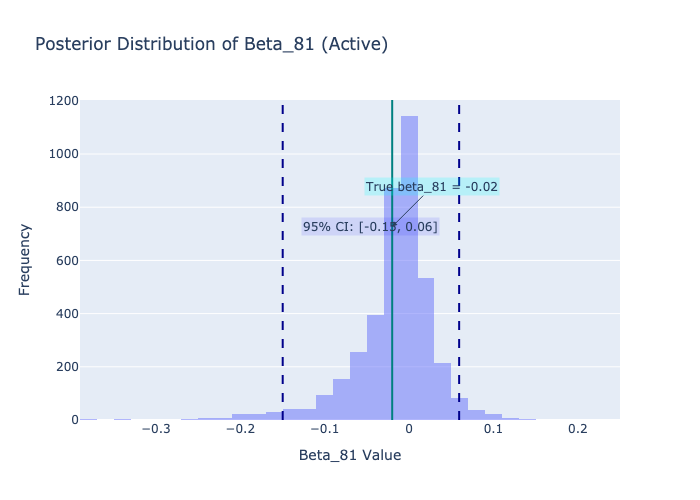 Posterior Distribution of Beta_81 (Active)
1200
1000
800
600
400
200
0
Frequency
True beta_81 = -0.02
95% CI: [-0.15, 0.06]
−0.3
−0.2
−0.1
0
0.1
0.2
Beta_81 Value